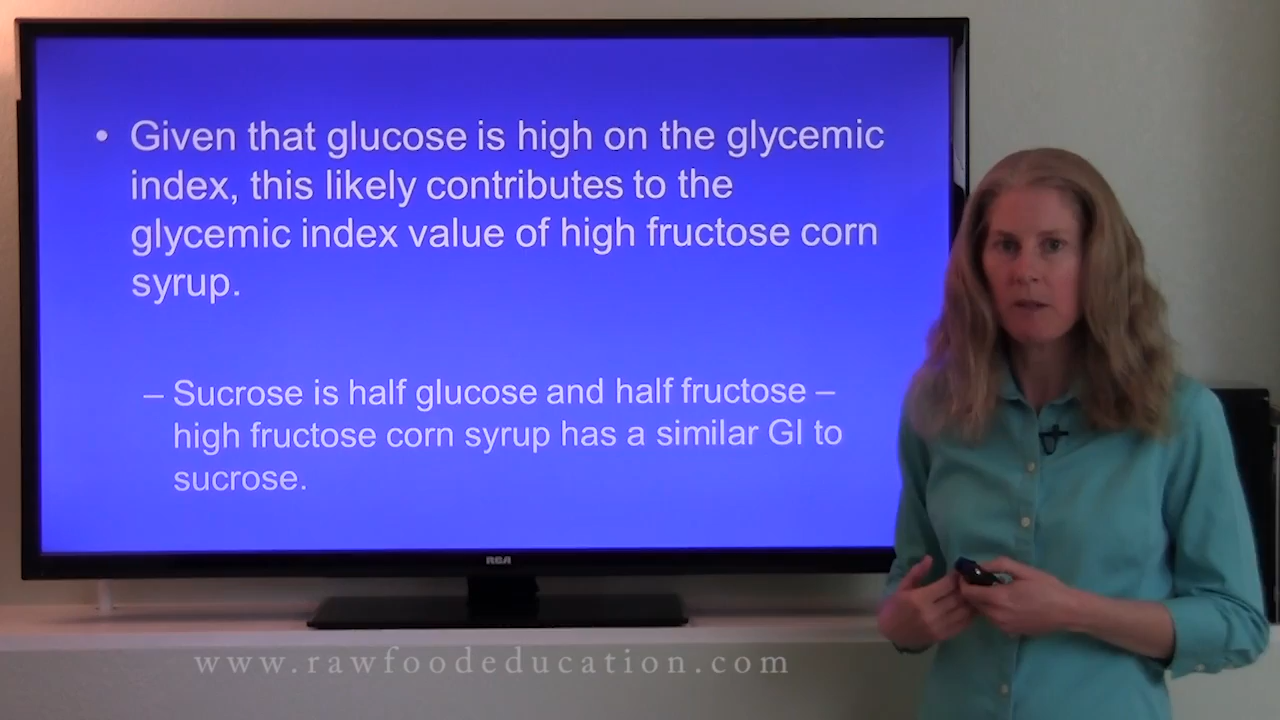 • Given that glucose is high on the glycemic
index, this likely contributes to the
glycemic index value of high fructose corn
syrup.
– Sucrose is half glucose and half fructose –
high fructose corn syrup has a similar GI to
sucrose.
RCA
www.rawfoodeducation.com